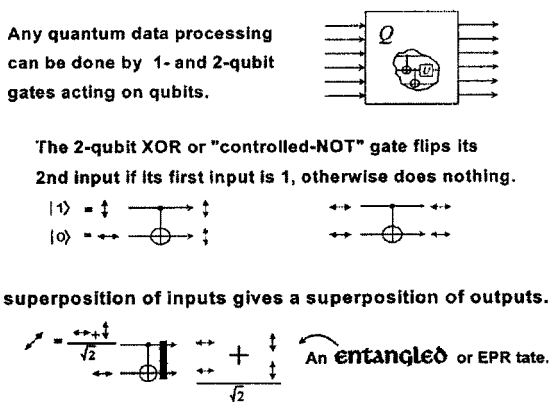 Any quantum data processing
can be done by 1- and 2-qubit
gates acting on qubits.
Q
U
The 2-qubit XOR or "controlled-NOT" gate flips its
2nd input if its first input is 1, otherwise does nothing.
|1⟩ = ↕
|0⟩ = ↔
superposition of inputs gives a superposition of outputs.
= ↔+↕
√2
+
√2
An entangled or EPR tate.